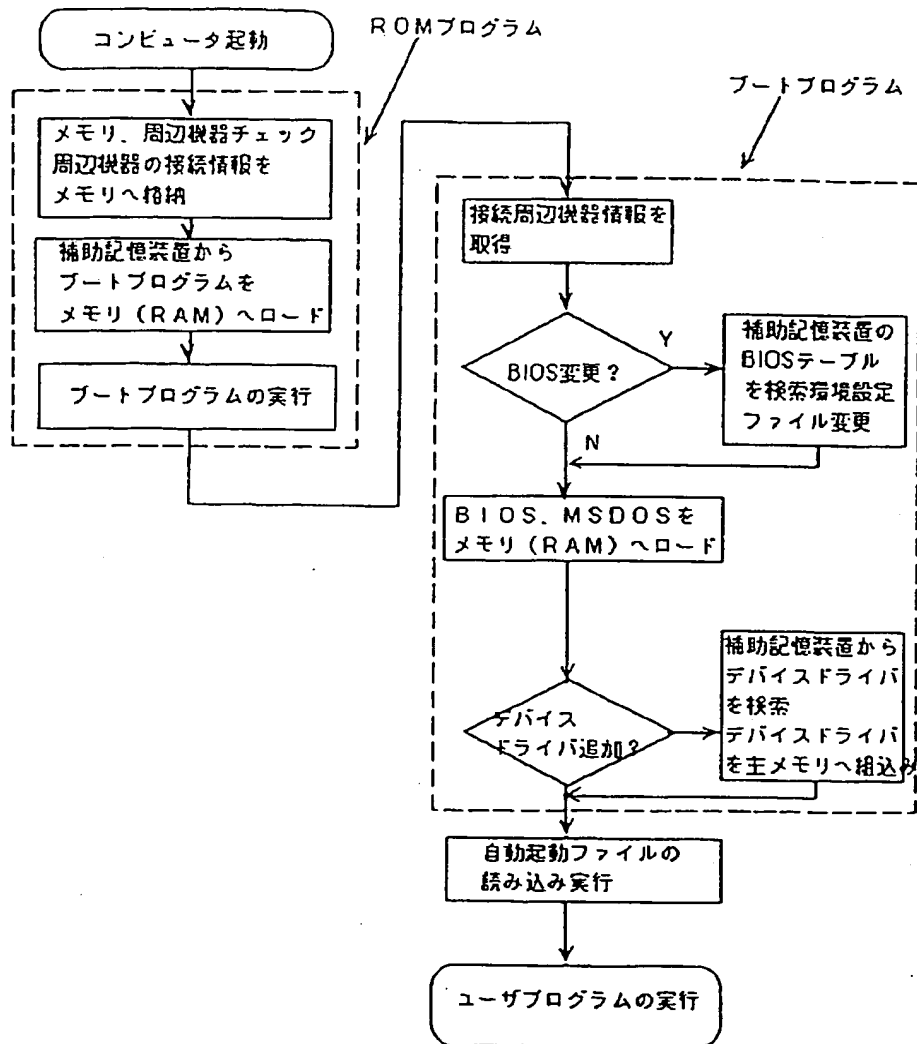 コンピュータ起動
ROMプログラム
メモリ、周辺機器チェック
周辺機器の接続情報を
メモリへ格納
補助記憶装置から
ブートプログラムを
メモリ（RAM）へロード
ブートプログラムの実行
ブートプログラム
接続周辺機器情報を
取得
BIOS変更？
Y
補助記憶装置の
BIOSテーブル
を検索環境設定
ファイル変更
N
BIOS、MSDOSを
メモリ（RAM）へロード
デバイス
ドライバ追加？
補助記憶装置から
デバイスドライバ
を検索
デバイスドライバ
を主メモリへ組込み
自動起動ファイルの
読み込み実行
ユーザプログラムの実行